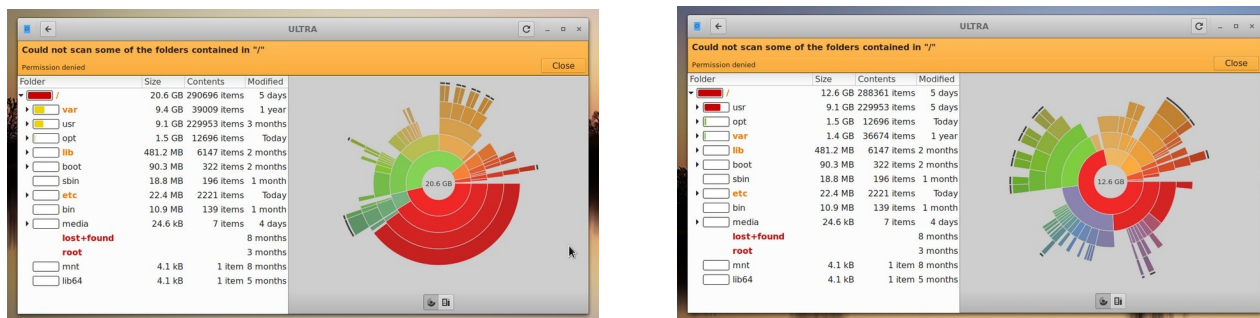 ULTRA
Could not scan some of the folders contained in "/"
Permission denied
Close
Folder Size Contents Modified
/ 20.6 GB 290696 items 5 days
var 9.4 GB 39009 items 1 year
usr 9.1 GB 229953 items 3 months
opt 1.5 GB 12696 items Today
lib 481.2 MB 6147 items 2 months
boot 90.3 MB 322 items 2 months
sbin 18.8 MB 196 items 1 month
etc 22.4 MB 2221 items Today
bin 10.9 MB 139 items 1 month
media 24.6 kB 7 items 4 days
lost+found 8 months
root 3 months
mnt 4.1 kB 1 item 8 months
lib64 4.1 kB 1 item 5 months
20.6 GB
ULTRA
Could not scan some of the folders contained in "/"
Permission denied
Close
Folder Size Contents Modified
/ 12.6 GB 288361 items 5 days
usr 9.1 GB 229953 items 5 days
opt 1.5 GB 12696 items Today
var 1.4 GB 36674 items 1 year
lib 481.2 MB 6147 items 2 months
boot 90.3 MB 322 items 2 months
sbin 18.8 MB 196 items 1 month
etc 22.4 MB 2221 items Today
bin 10.9 MB 139 items 1 month
media 24.6 kB 7 items 4 days
lost+found 8 months
root 3 months
mnt 4.1 kB 1 item 8 months
lib64 4.1 kB 1 item 5 months
12.6 GB